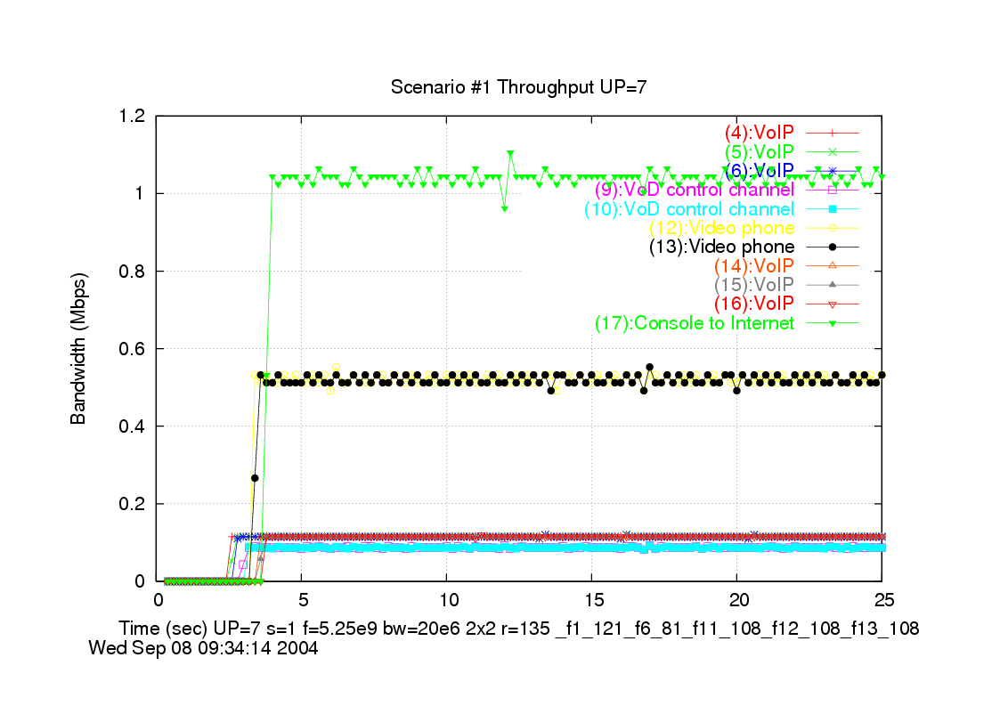 Scenario #1 Throughput UP=7
1.2
1
0.8
0.6
0.4
0.2
0
Bandwidth (Mbps)
(4):VoIP
(5):VoIP
(6):VoIP
(9):VoD control channel
(10):VoD control channel
(12):Video phone
(13):Video phone
(14):VoIP
(15):VoIP
(16):VoIP
(17):Console to Internet
0 5 10 15 20 25
Time (sec) UP=7 s=1 f=5.25e9 bw=20e6 2x2 r=135 _f1_121_f6_81_f11_108_f12_108_f13_108
Wed Sep 08 09:34:14 2004